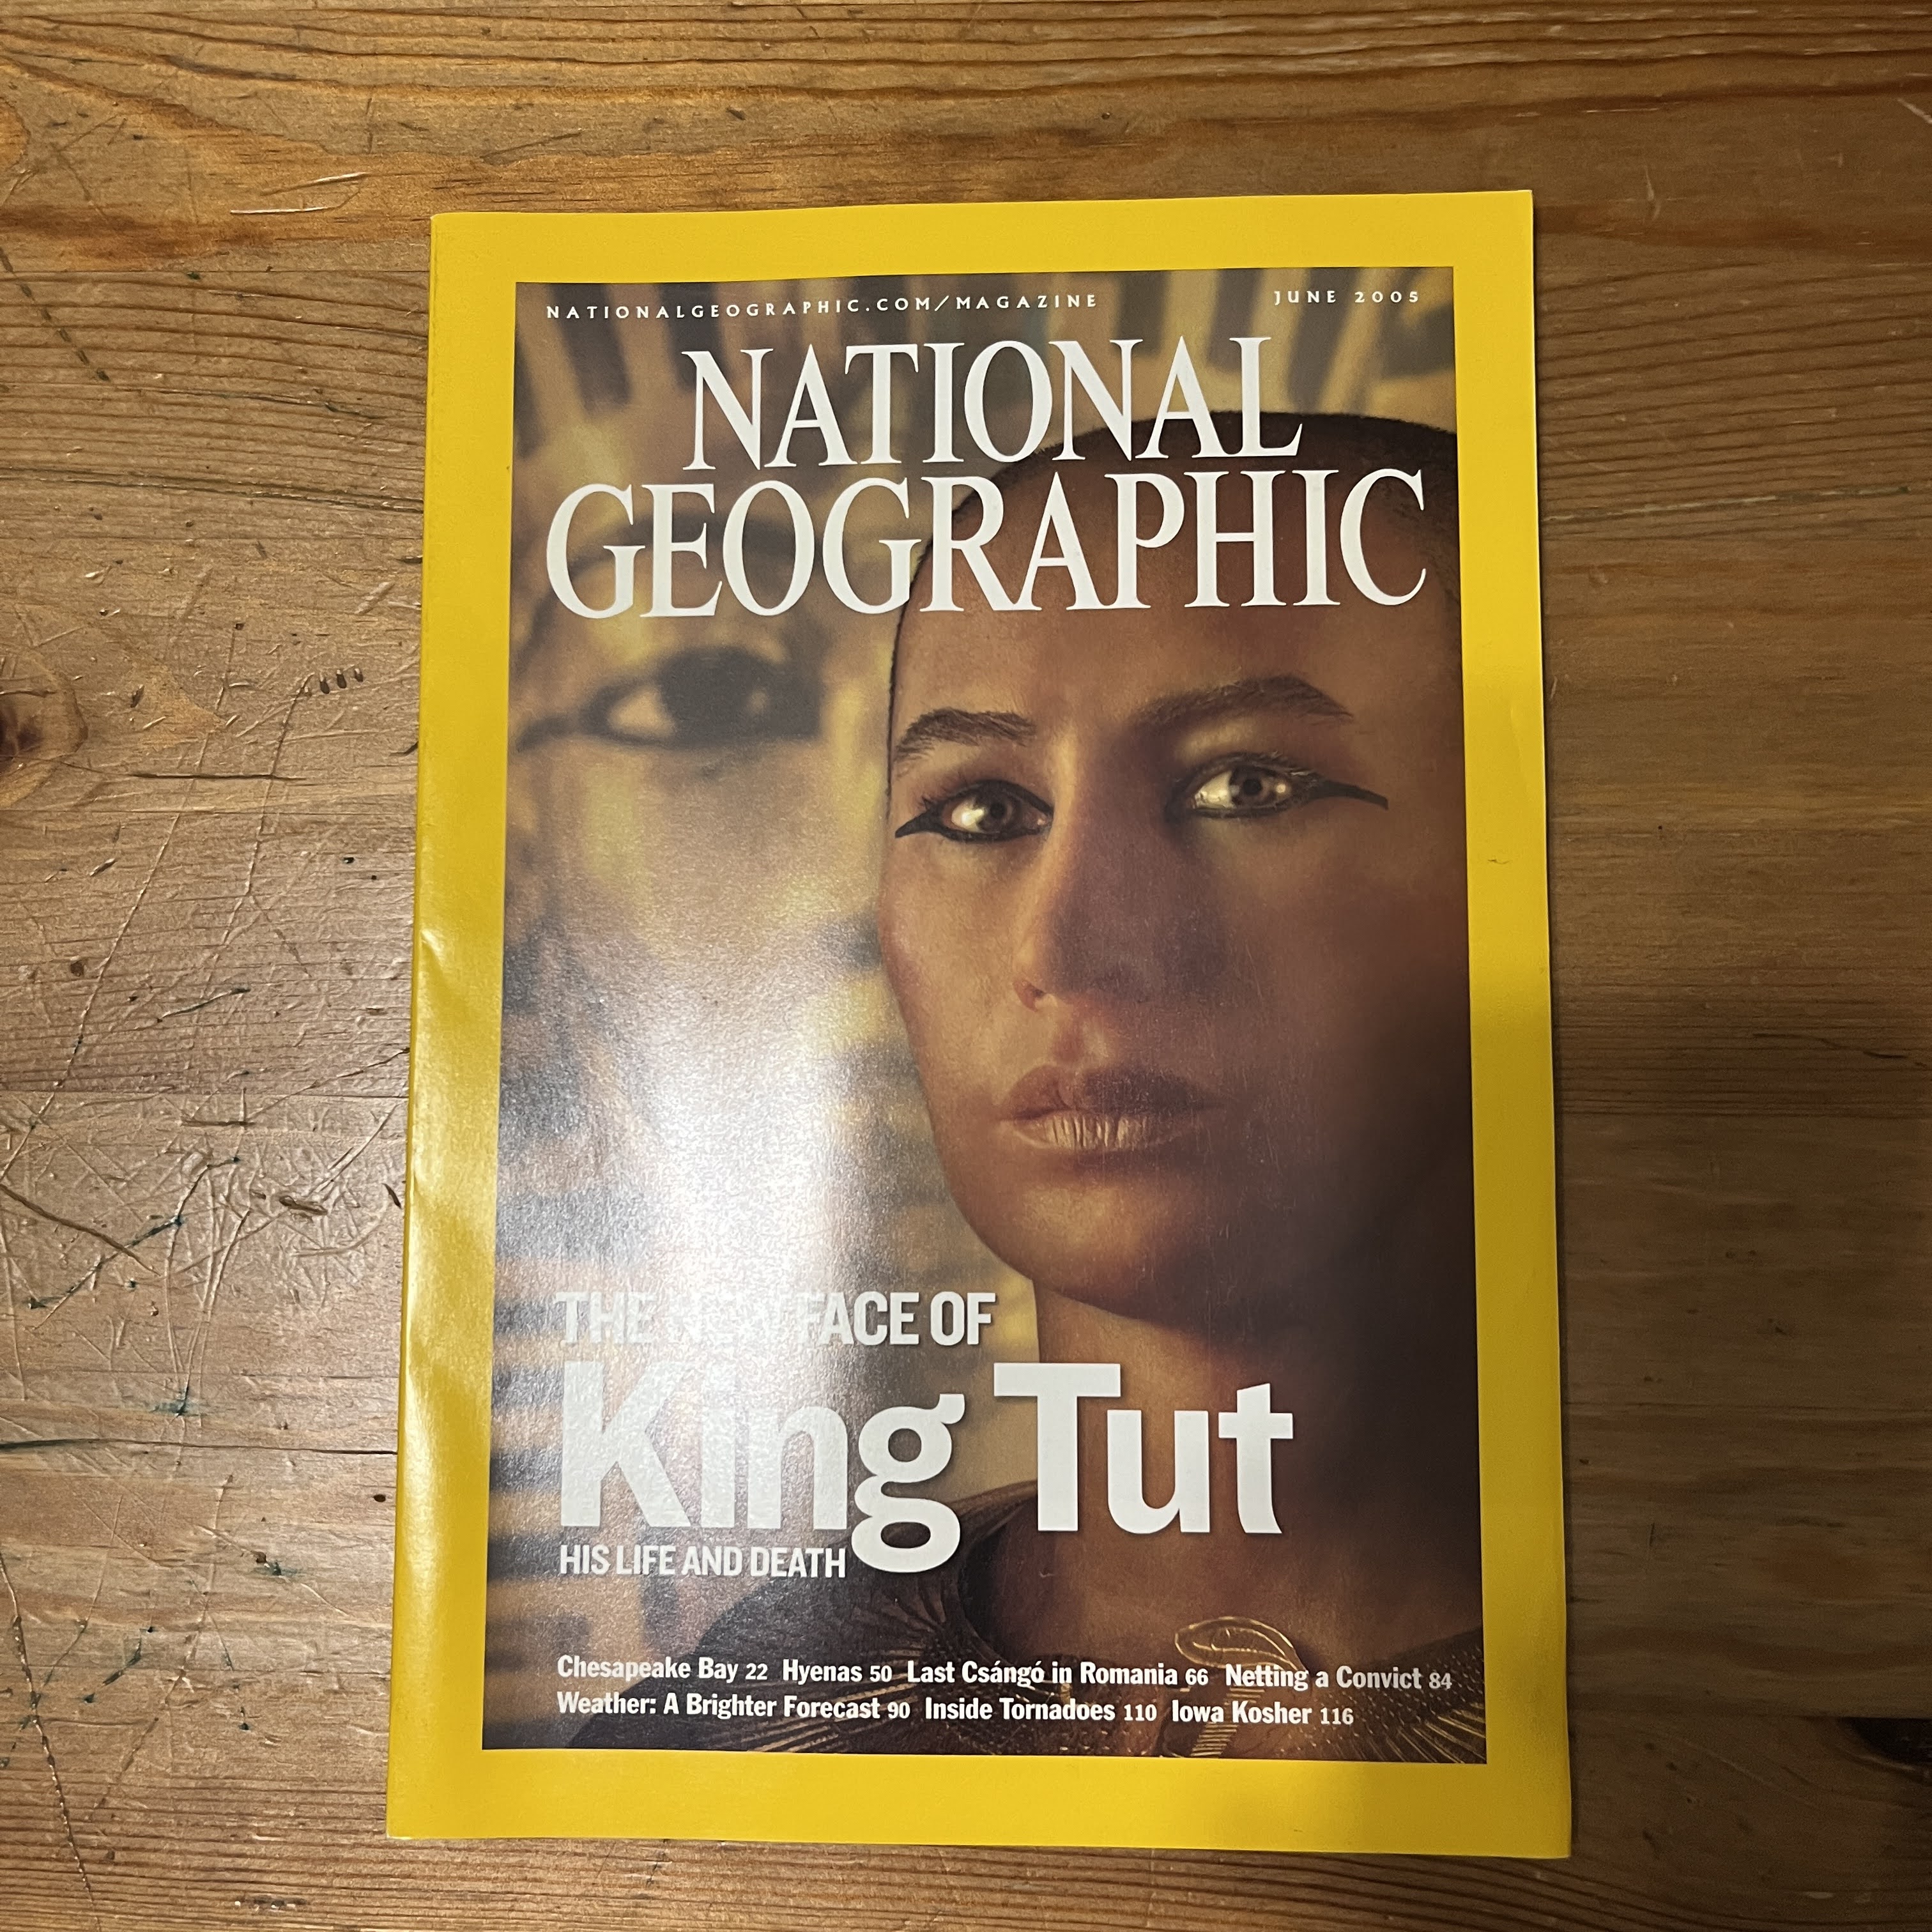 NATIONALGEOGRAPHIC.COM/MAGAZINE JUNE 2005
NATIONAL
GEOGRAPHIC
THE NEW FACE OF
King Tut
HIS LIFE AND DEATH
Chesapeake Bay 22 Hyenas 50 Last Csángó in Romania 66 Netting a Convict 84
Weather: A Brighter Forecast 90 Inside Tornadoes 110 Iowa Kosher 116